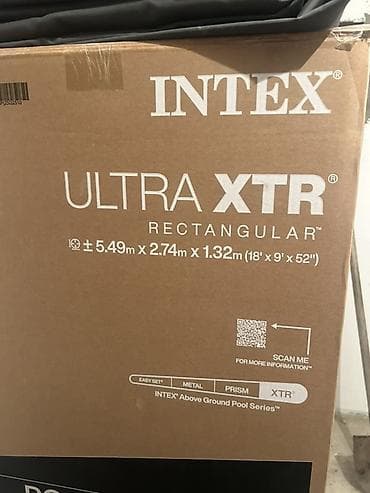 INTEX®
ULTRA XTR®
RECTANGULAR™
± 5.49m x 2.74m x 1.32m (18' x 9' x 52")
SCAN ME
FOR MORE INFORMATION™
EASY SET® METAL PRISM XTR®
INTEX® Above Ground Pool Series™